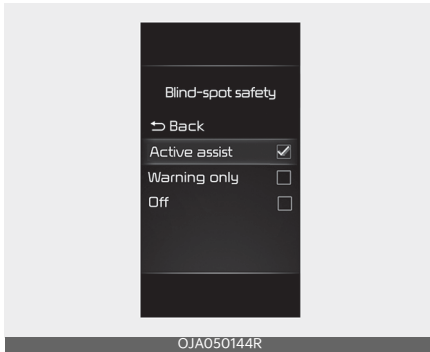 Blind-spot safety
Back
Active assist
Warning only
Off
OJA050144R